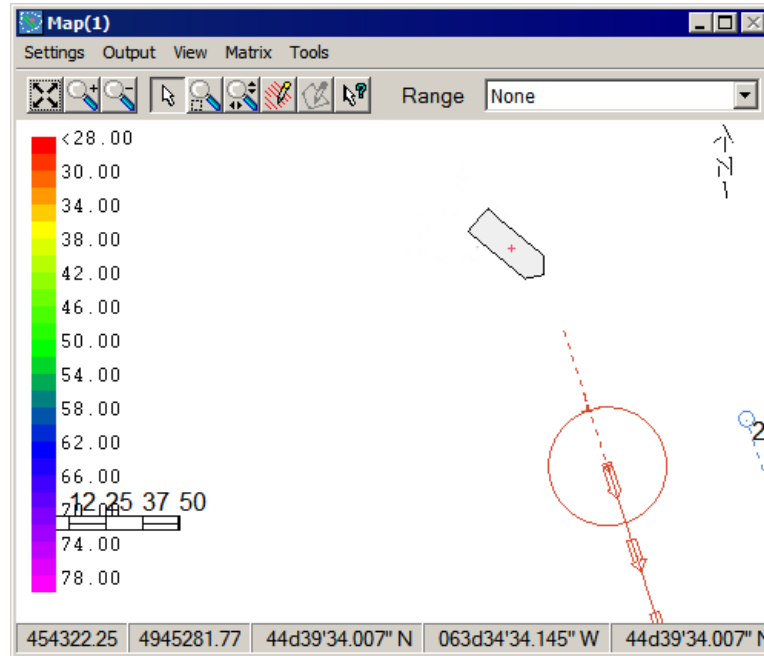 Map(1)
Settings Output View Matrix Tools
Range None
<28.00
30.00
34.00
38.00
42.00
46.00
50.00
54.00
58.00
62.00
66.00
70.00
12 25 37 50
74.00
78.00
N
2
454322.25 4945281.77 44d39'34.007" N 063d34'34.145" W 44d39'34.007" N